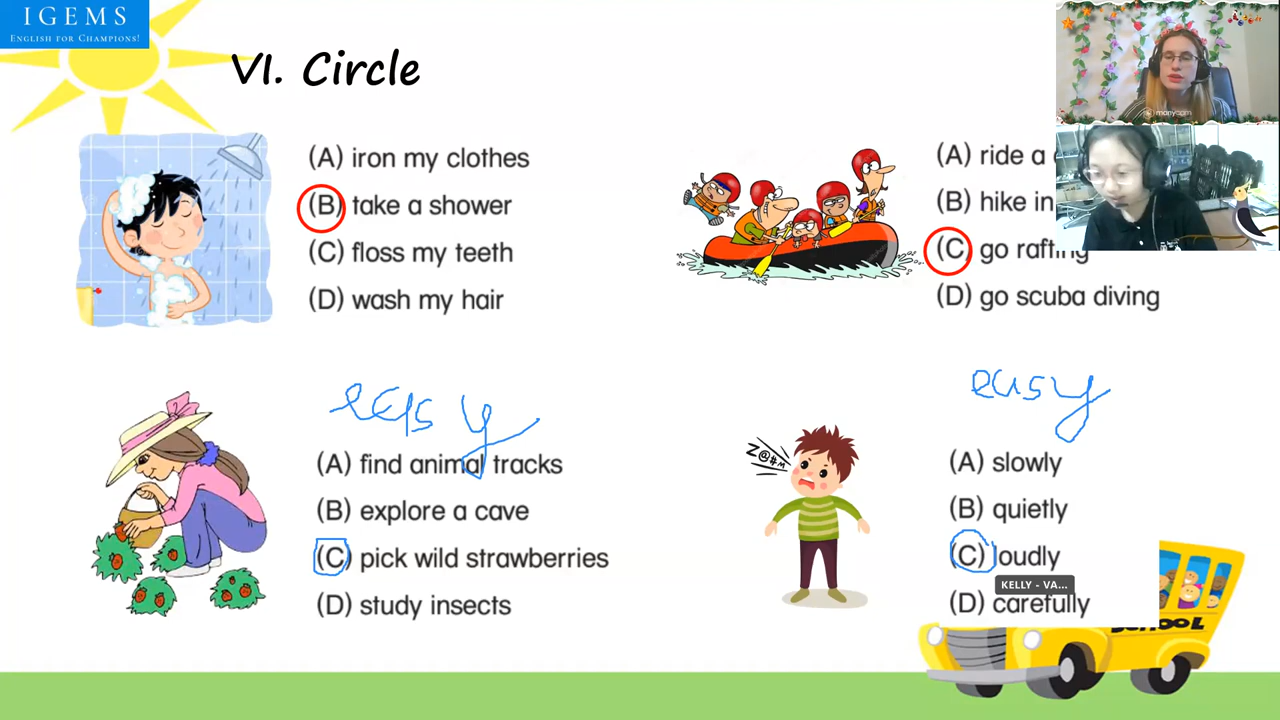 IGEMS
ENGLISH FOR CHAMPIONS!
VI. Circle
(A) iron my clothes
(B) take a shower
(C) floss my teeth
(D) wash my hair
(A) ride a
(B) hike in
(C) go rafting
(D) go scuba diving
manycam
(A) find animal tracks
(B) explore a cave
(C) pick wild strawberries
(D) study insects
easy
Z@#m
(A) slowly
(B) quietly
(C) loudly
KELLY - VA...
(D) carefully
SCHOOL